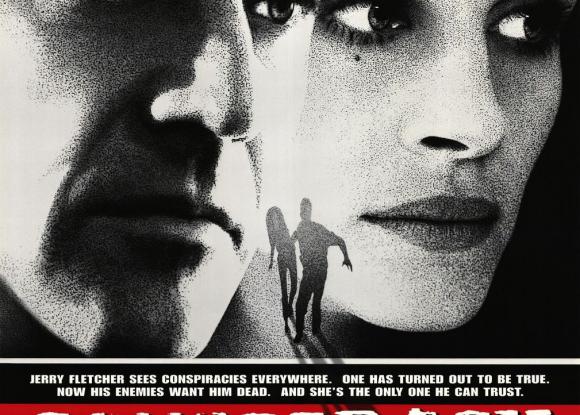 JERRY FLETCHER SEES CONSPIRACIES EVERYWHERE. ONE HAS TURNED OUT TO BE TRUE.
NOW HIS ENEMIES WANT HIM DEAD. AND SHE'S THE ONLY ONE HE CAN TRUST.